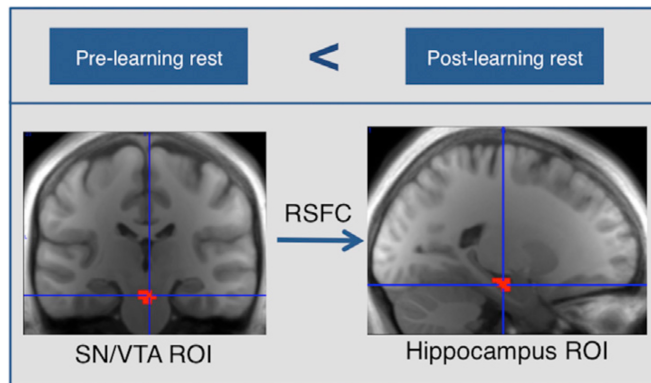 Pre-learning rest < Post-learning rest
RSFC
SN/VTA ROI
Hippocampus ROI